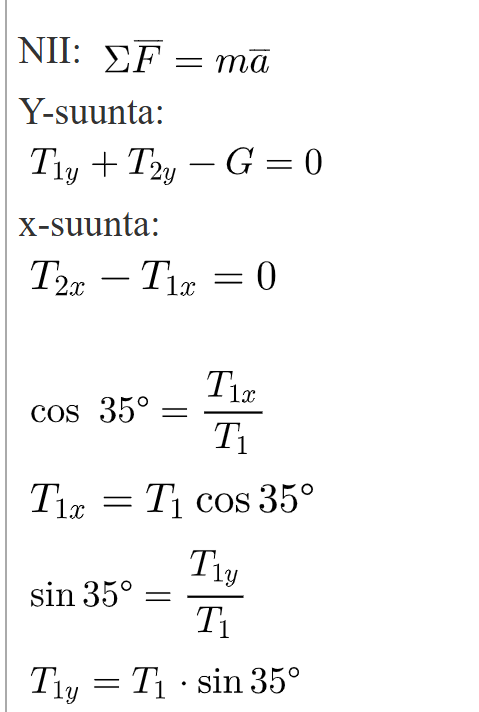 NII: ΣF̅ = ma̅
Y-suunta:
T₁y + T₂y − G = 0
x-suunta:
T₂ₓ − T₁ₓ = 0
cos 35° = T₁ₓ / T₁
T₁ₓ = T₁ cos 35°
sin 35° = T₁y / T₁
T₁y = T₁ · sin 35°